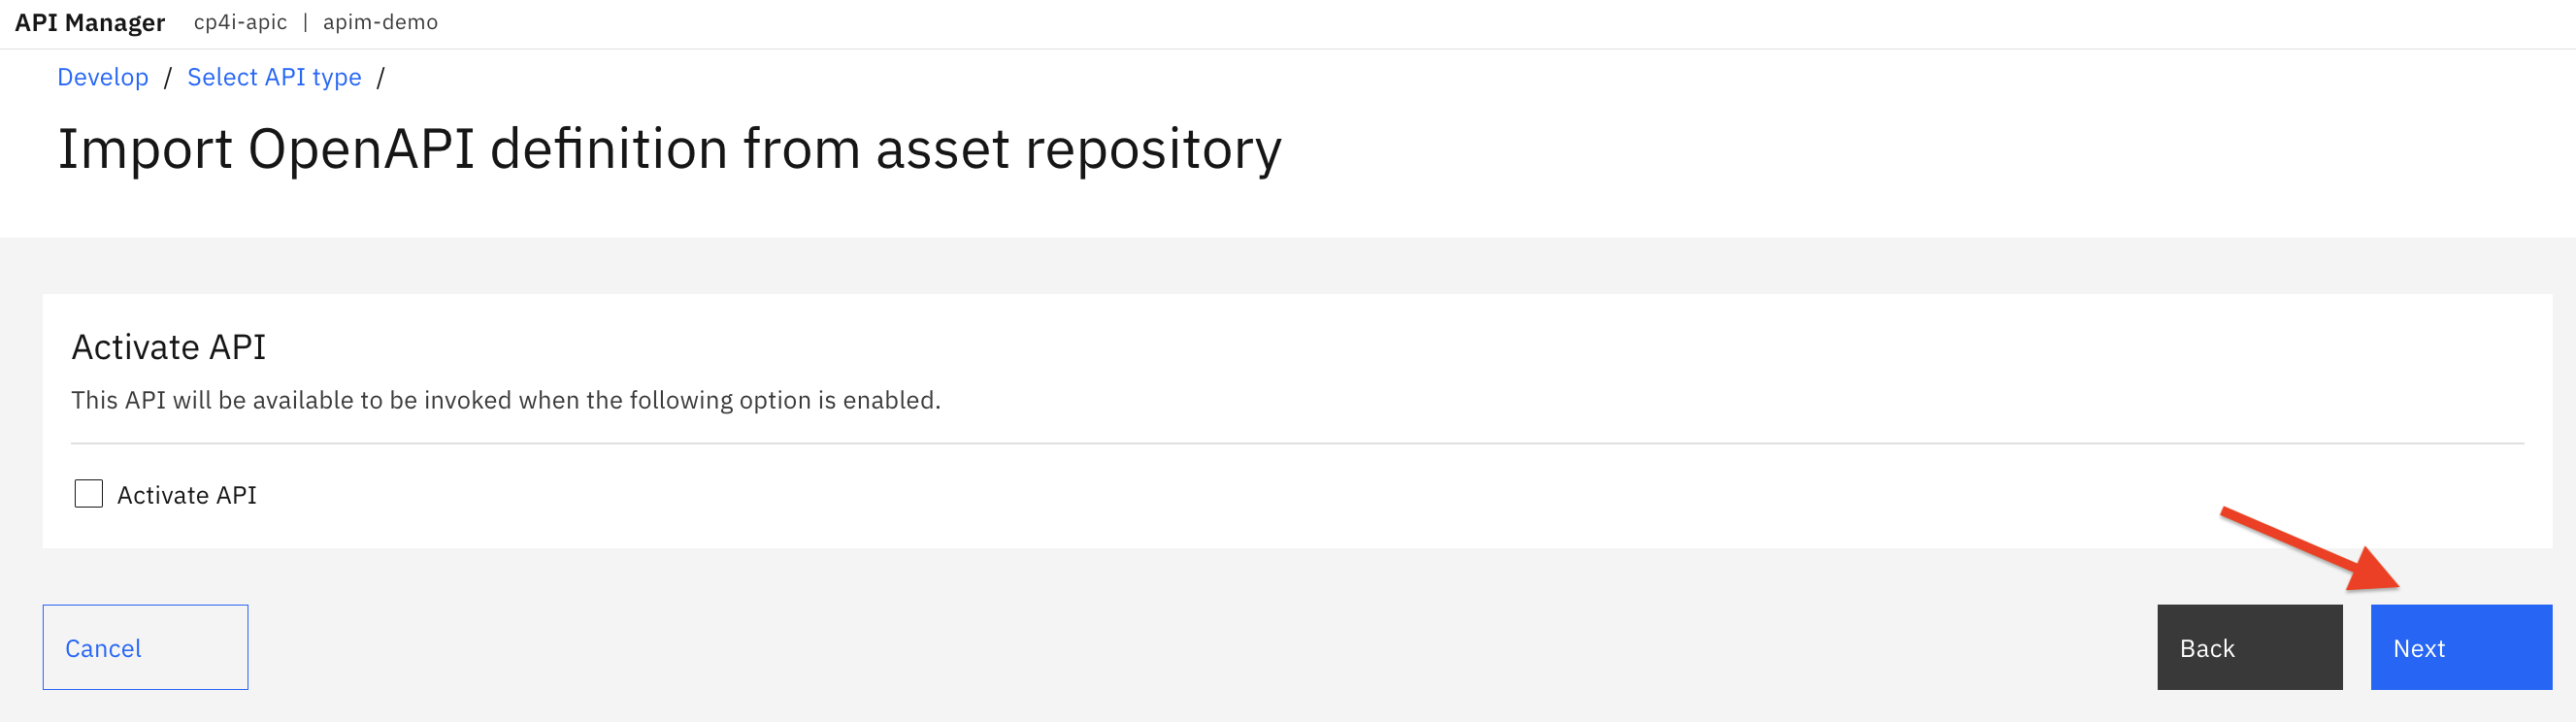 API Manager cp4i-apic | apim-demo
Develop / Select API type /
Import OpenAPI definition from asset repository
Activate API
This API will be available to be invoked when the following option is enabled.
Activate API
Cancel
Back
Next